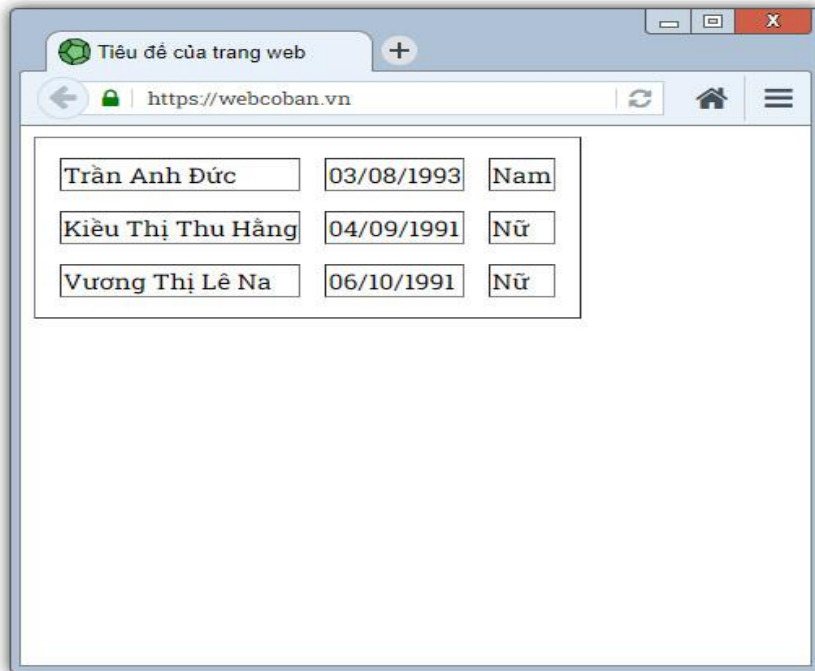 Tiêu đề của trang web
https://webcoban.vn
Trần Anh Đức 03/08/1993 Nam
Kiều Thị Thu Hằng 04/09/1991 Nữ
Vương Thị Lê Na 06/10/1991 Nữ